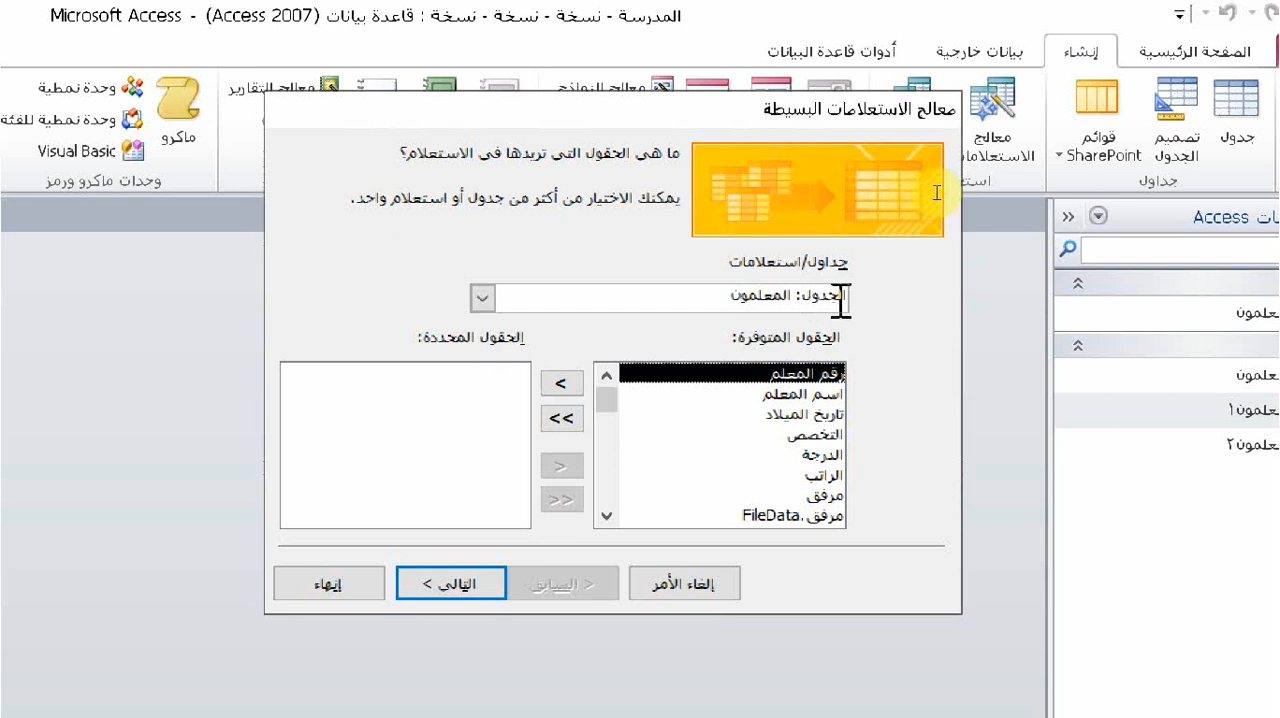 المدرسة - نسخة - نسخة - نسخة : قاعدة بيانات (Access 2007) - Microsoft Access
الصفحة الرئيسية
إنشاء
بيانات خارجية
أدوات قاعدة البيانات
جدول
تصميم الجدول
قوائم SharePoint
جداول
معالج
معالج النماذج
معالج التقارير
ماكرو
وحدة نمطية
وحدة نمطية للفئة
Visual Basic
وحدات ماكرو ورمز
معالج الاستعلامات البسيطة
ما هي الحقول التي تريدها في الاستعلام؟
يمكنك الاختيار من أكثر من جدول أو استعلام واحد.
جداول/استعلامات
الجدول: المعلمون
الحقول المتوفرة:
الحقول المحددة:
رقم المعلم
اسم المعلم
تاريخ الميلاد
التخصص
الدرجة
الراتب
مرفق
مرفق.FileData
>
>>
<
<<
إلغاء الأمر
< السابق
التالي >
إنهاء
Access